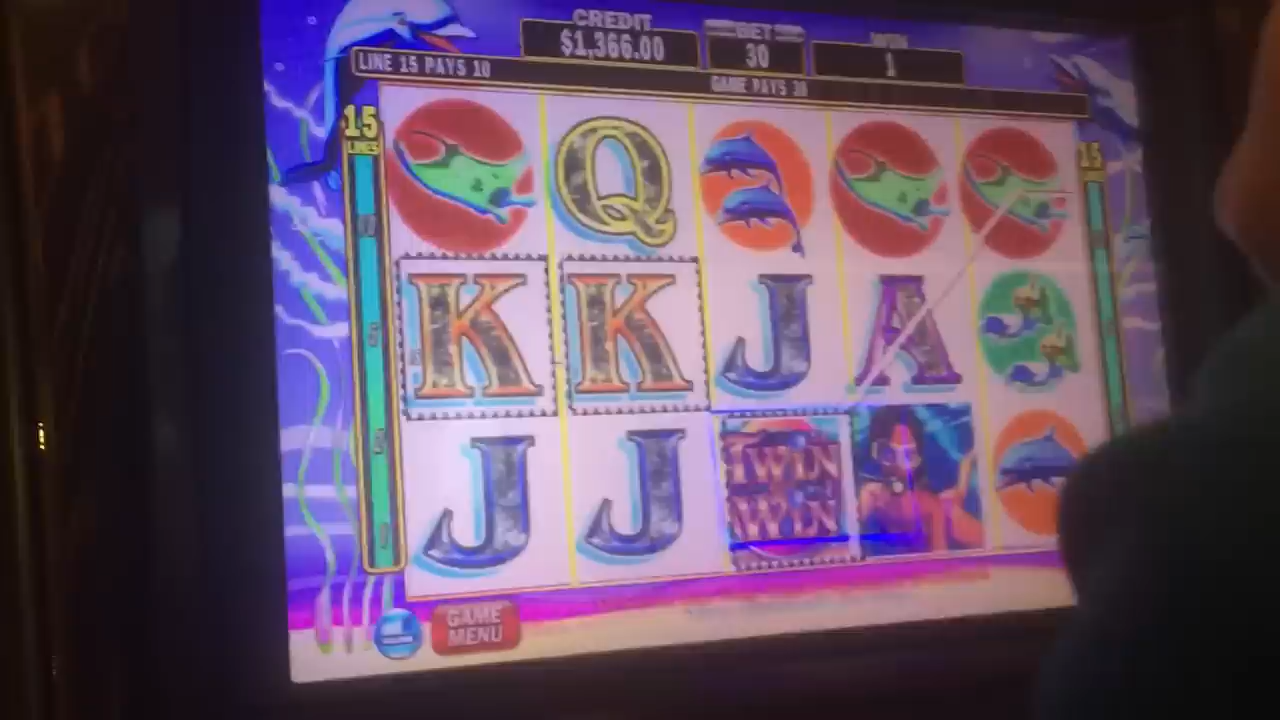 CREDIT
$1,366.00
BET
30
WIN
1
LINE 15 PAYS 10
GAME PAYS 30
15
LINES
15
Q
K K J A
J J
TWIN
WIN
GAME
MENU